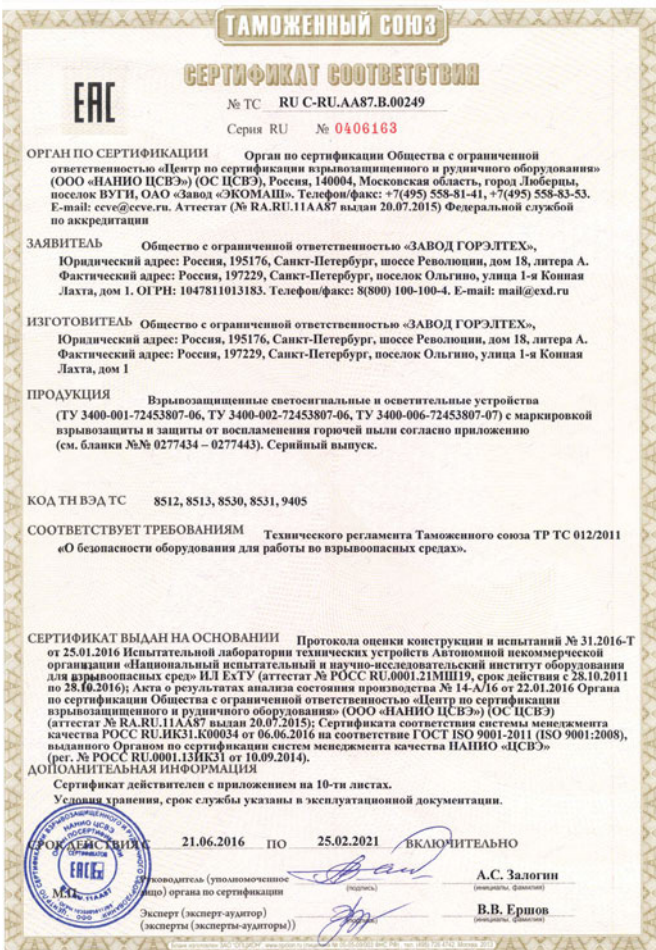 ТАМОЖЕННЫЙ СОЮЗ
СЕРТИФИКАТ СООТВЕТСТВИЯ
ЕАС
№ ТС RU C-RU.АА87.В.00249
Серия RU № 0406163
ОРГАН ПО СЕРТИФИКАЦИИ Орган по сертификации Общества с ограниченной
ответственностью «Центр по сертификации взрывозащищенного и рудничного оборудования»
(ООО «НАНИО ЦСВЭ») (ОС ЦСВЭ), Россия, 140004, Московская область, город Люберцы,
поселок ВУГИ, ОАО «Завод «ЭКОМАШ». Телефон/факс: +7(495) 558-81-41, +7(495) 558-83-53.
E-mail: ccve@ccve.ru. Аттестат (№ RA.RU.11АА87 выдан 20.07.2015) Федеральной службой
по аккредитации
ЗАЯВИТЕЛЬ Общество с ограниченной ответственностью «ЗАВОД ГОРЭЛТЕХ»,
Юридический адрес: Россия, 195176, Санкт-Петербург, шоссе Революции, дом 18, литера А.
Фактический адрес: Россия, 197229, Санкт-Петербург, поселок Ольгино, улица 1-я Конная
Лахта, дом 1. ОГРН: 1047811013183. Телефон/факс: 8(800) 100-100-4. E-mail: mail@exd.ru
ИЗГОТОВИТЕЛЬ Общество с ограниченной ответственностью «ЗАВОД ГОРЭЛТЕХ»,
Юридический адрес: Россия, 195176, Санкт-Петербург, шоссе Революции, дом 18, литера А.
Фактический адрес: Россия, 197229, Санкт-Петербург, поселок Ольгино, улица 1-я Конная
Лахта, дом 1
ПРОДУКЦИЯ Взрывозащищенные светосигнальные и осветительные устройства
(ТУ 3400-001-72453807-06, ТУ 3400-002-72453807-06, ТУ 3400-006-72453807-07) с маркировкой
взрывозащиты и защиты от воспламенения горючей пыли согласно приложению
(см. бланки №№ 0277434 – 0277443). Серийный выпуск.
КОД ТН ВЭД ТС 8512, 8513, 8530, 8531, 9405
СООТВЕТСТВУЕТ ТРЕБОВАНИЯМ Технического регламента Таможенного союза ТР ТС 012/2011
«О безопасности оборудования для работы во взрывоопасных средах».
СЕРТИФИКАТ ВЫДАН НА ОСНОВАНИИ Протокола оценки конструкции и испытаний № 31.2016-Т
от 25.01.2016 Испытательной лаборатории технических устройств Автономной некоммерческой
организации «Национальный испытательный и научно-исследовательский институт оборудования
для взрывоопасных сред» ИЛ ЕхТУ (аттестат № РОСС RU.0001.21МШ19, срок действия с 28.10.2011
по 28.10.2016); Акта о результатах анализа состояния производства № 14-А/16 от 22.01.2016 Органа
по сертификации Общества с ограниченной ответственностью «Центр по сертификации
взрывозащищенного и рудничного оборудования» (ООО «НАНИО ЦСВЭ») (ОС ЦСВЭ)
(аттестат № RA.RU.11АА87 выдан 20.07.2015); Сертификата соответствия системы менеджмента
качества РОСС RU.ИК31.К00034 от 06.06.2016 на соответствие ГОСТ ISO 9001-2011 (ISO 9001:2008),
выданного Органом по сертификации систем менеджмента качества НАНИО «ЦСВЭ»
(рег. № РОСС RU.0001.13ИК31 от 10.09.2014).
ДОПОЛНИТЕЛЬНАЯ ИНФОРМАЦИЯ
Сертификат действителен с приложением на 10-ти листах.
Условия хранения, срок службы указаны в эксплуатационной документации.
СРОК ДЕЙСТВИЯ С 21.06.2016 ПО 25.02.2021 ВКЛЮЧИТЕЛЬНО
М.П.
Руководитель (уполномоченное
лицо) органа по сертификации
(подпись)
А.С. Залогин
(инициалы, фамилия)
Эксперт (эксперт-аудитор)
(эксперты (эксперты-аудиторы))
В.В. Ершов
(инициалы, фамилия)